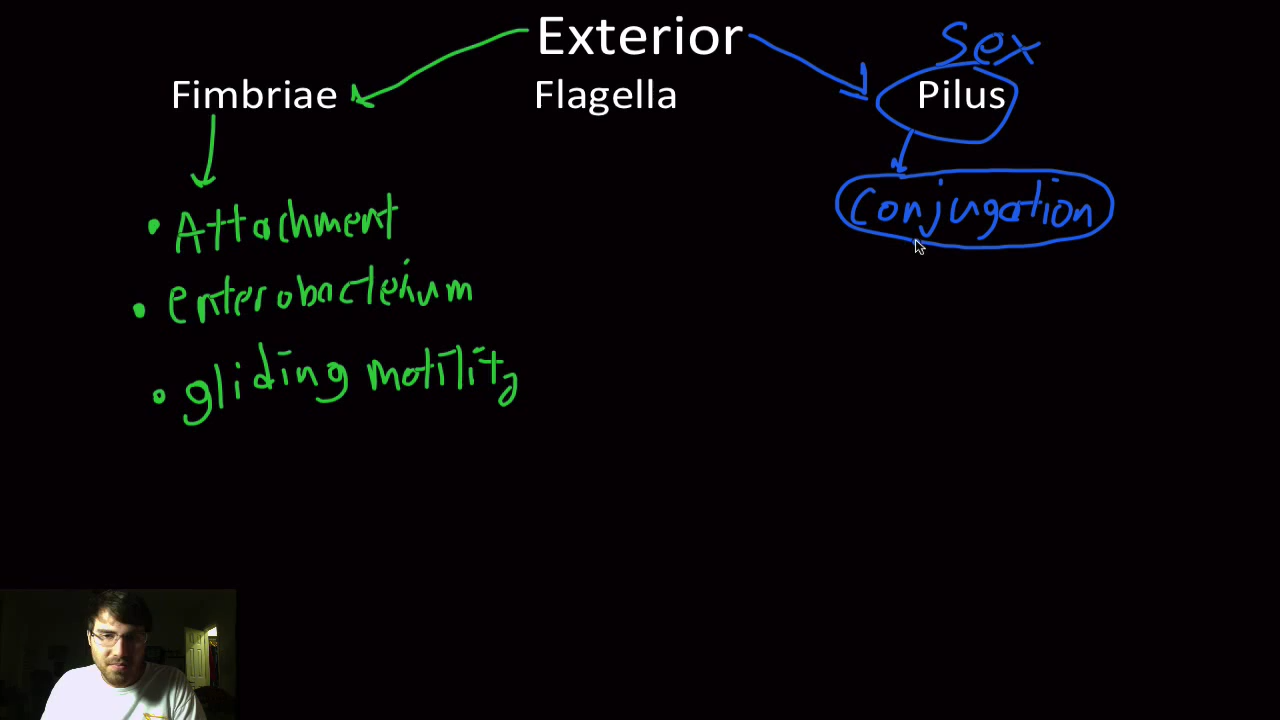 Exterior
Sex
Fimbriae Flagella Pilus
Conjugation
• Attachment
• enterobacterium
• gliding motility